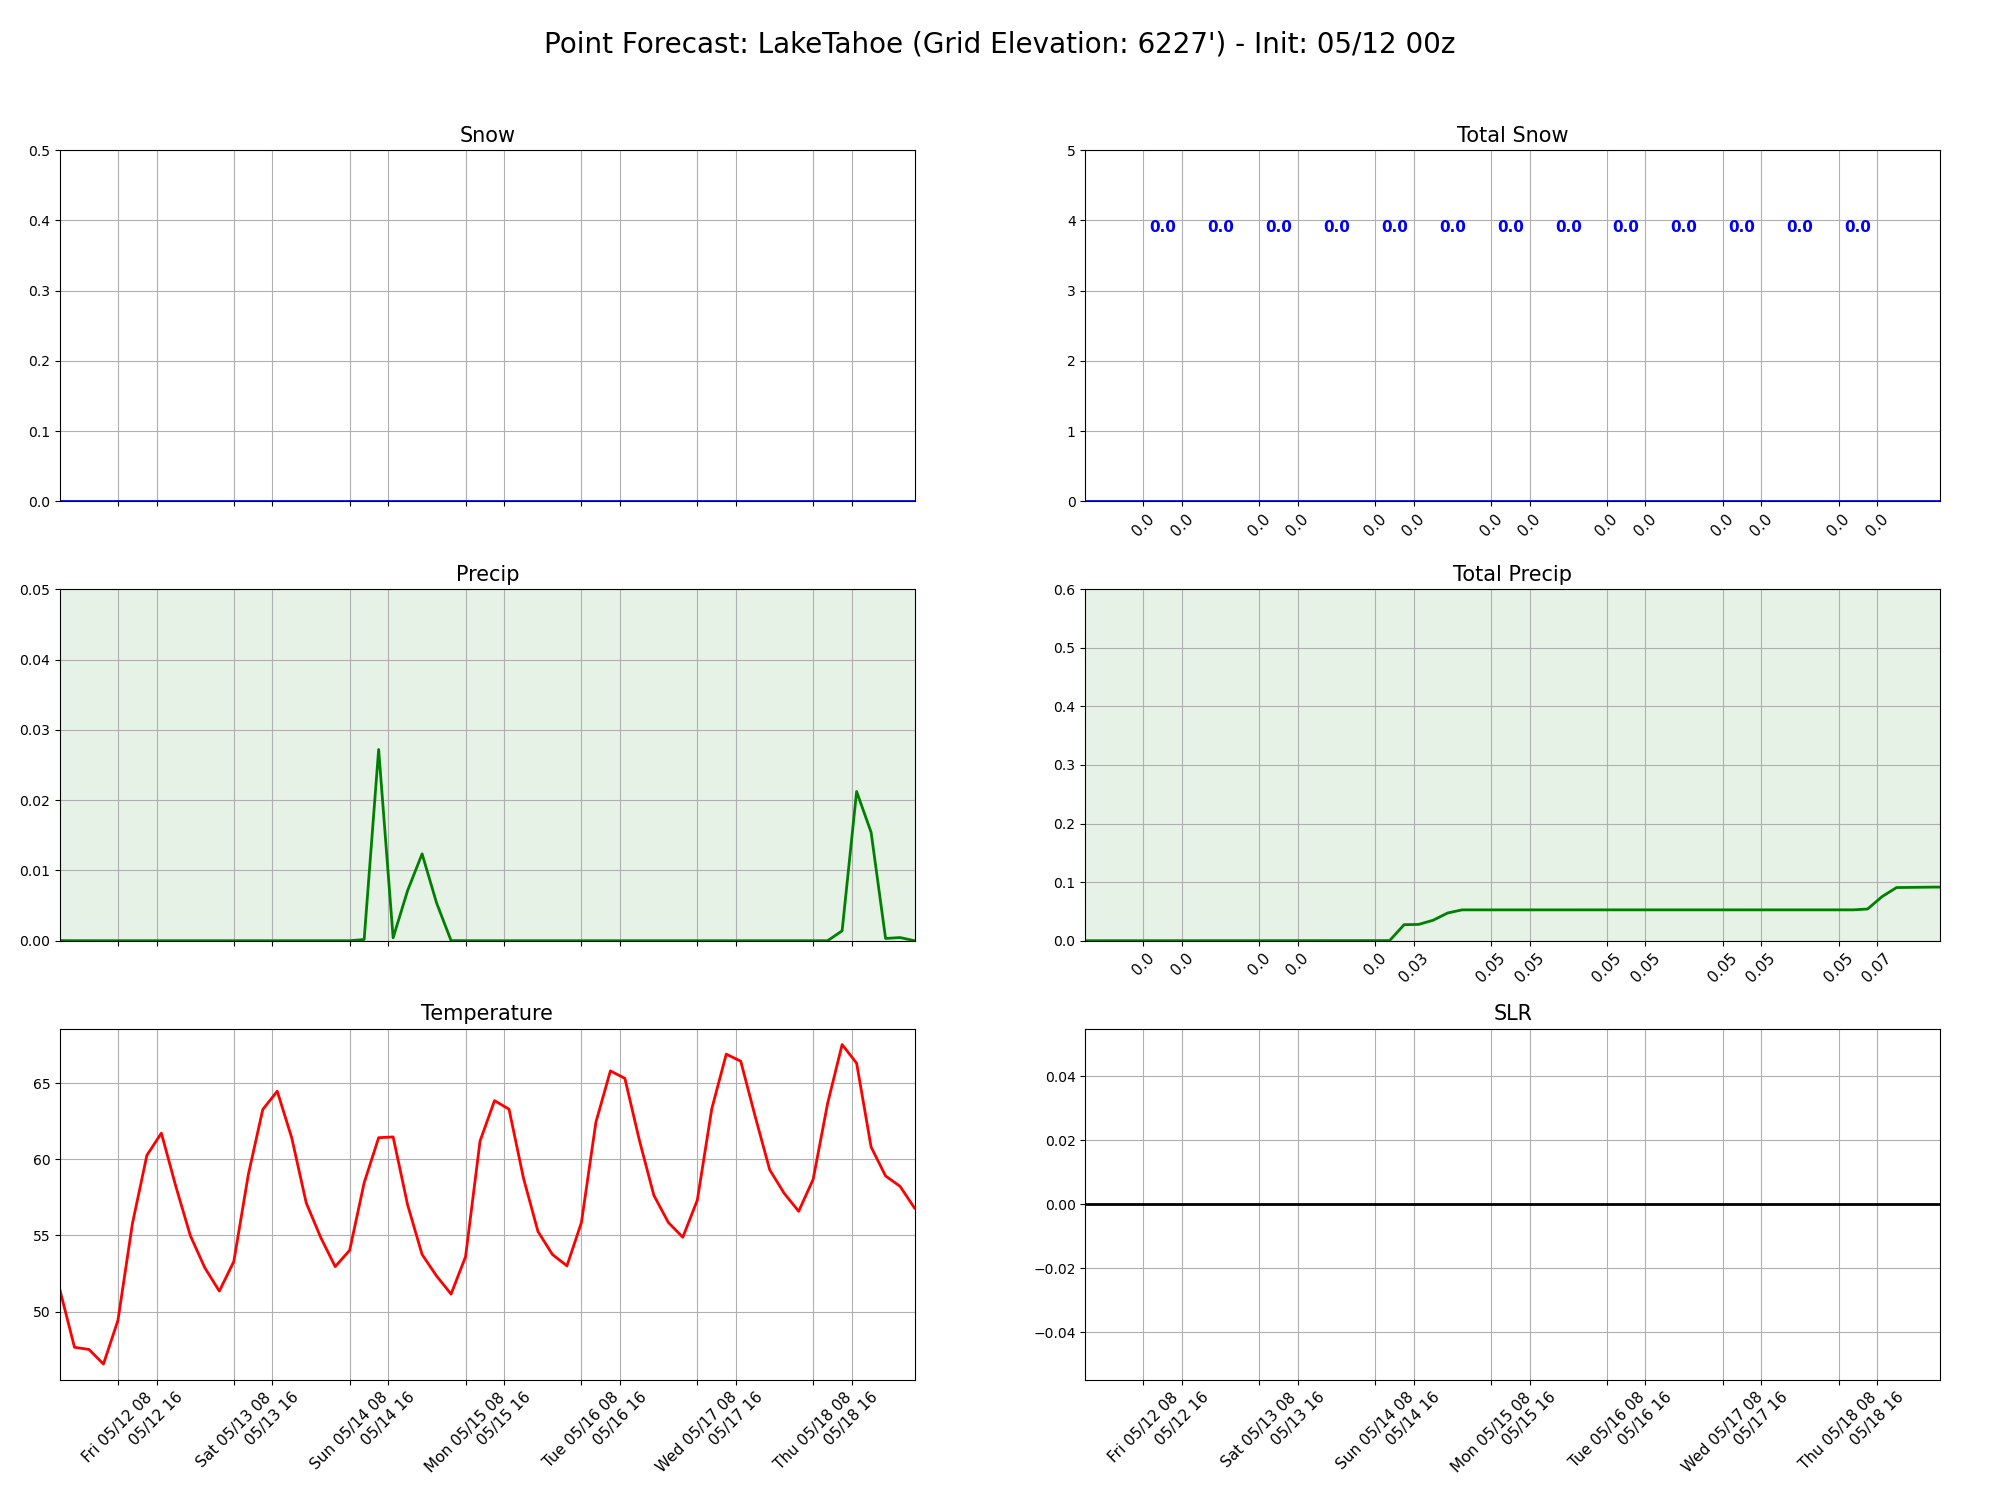 Point Forecast: LakeTahoe (Grid Elevation: 6227') - Init: 05/12 00z
Snow
0.5
0.4
0.3
0.2
0.1
0.0
Total Snow
5
4
3
2
1
0
0.0 0.0 0.0 0.0 0.0 0.0 0.0 0.0 0.0 0.0 0.0 0.0 0.0
0.0 0.0 0.0 0.0 0.0 0.0 0.0 0.0 0.0 0.0 0.0 0.0 0.0 0.0
Precip
0.05
0.04
0.03
0.02
0.01
0.00
Total Precip
0.6
0.5
0.4
0.3
0.2
0.1
0.0
0.0 0.0 0.0 0.0 0.0 0.03 0.05 0.05 0.05 0.05 0.05 0.05 0.05 0.07
Temperature
65
60
55
50
Fri 05/12 08
05/12 16
Sat 05/13 08
05/13 16
Sun 05/14 08
05/14 16
Mon 05/15 08
05/15 16
Tue 05/16 08
05/16 16
Wed 05/17 08
05/17 16
Thu 05/18 08
05/18 16
SLR
0.04
0.02
0.00
−0.02
−0.04
Fri 05/12 08
05/12 16
Sat 05/13 08
05/13 16
Sun 05/14 08
05/14 16
Mon 05/15 08
05/15 16
Tue 05/16 08
05/16 16
Wed 05/17 08
05/17 16
Thu 05/18 08
05/18 16